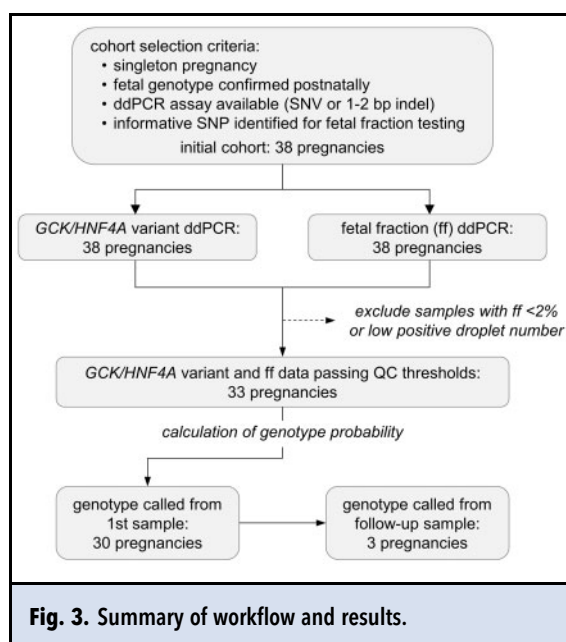 cohort selection criteria:
• singleton pregnancy
• fetal genotype confirmed postnatally
• ddPCR assay available (SNV or 1-2 bp indel)
• informative SNP identified for fetal fraction testing
initial cohort: 38 pregnancies
GCK/HNF4A variant ddPCR:
38 pregnancies
fetal fraction (ff) ddPCR:
38 pregnancies
exclude samples with ff <2%
or low positive droplet number
GCK/HNF4A variant and ff data passing QC thresholds:
33 pregnancies
calculation of genotype probability
genotype called from
1st sample:
30 pregnancies
genotype called from
follow-up sample:
3 pregnancies
Fig. 3. Summary of workflow and results.